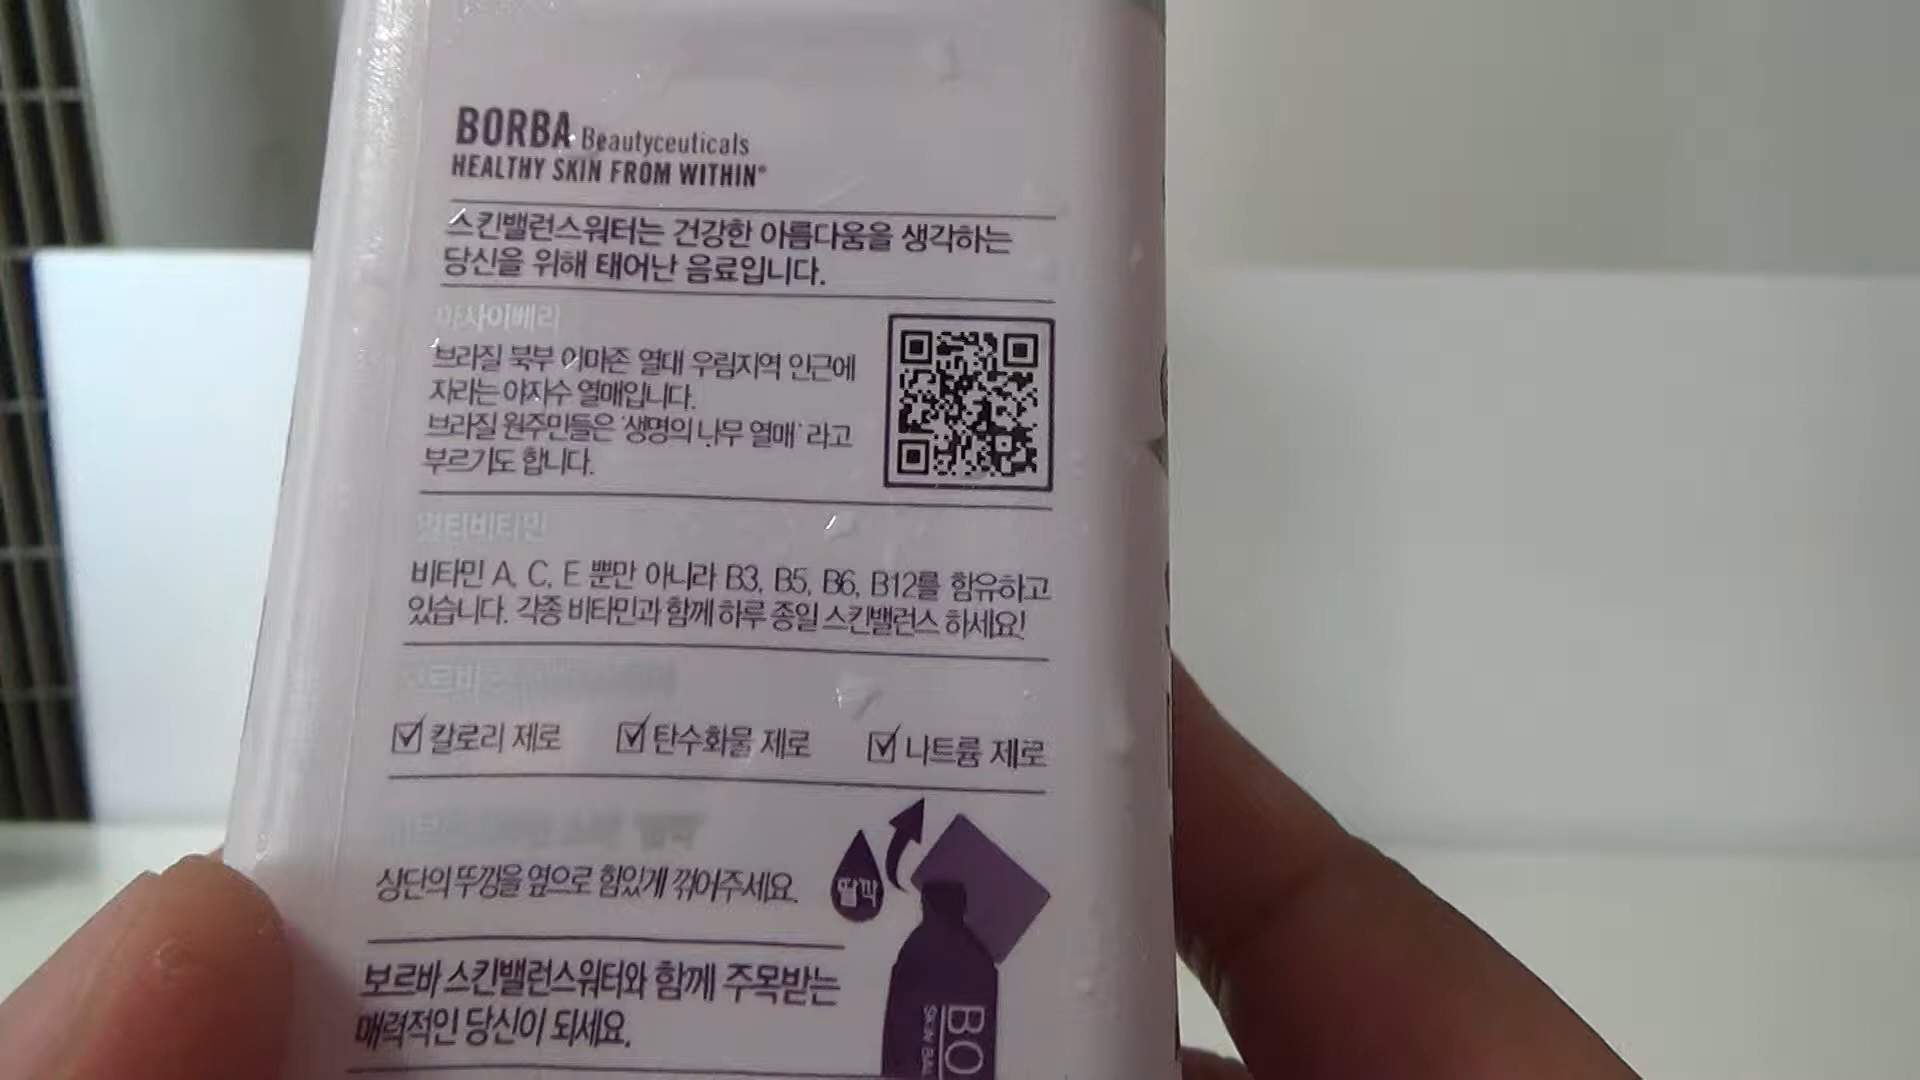 BORBA Beautyceuticals
HEALTHY SKIN FROM WITHIN®
스킨밸런스워터는 건강한 아름다움을 생각하는
당신을 위해 태어난 음료입니다.
아사이베리
브라질 북부 아마존 열대 우림지역 인근에
자라는 야자수 열매입니다.
브라질 원주민들은 '생명의 나무 열매' 라고
부르기도 합니다.
멀티비타민
비타민 A, C, E 뿐만 아니라 B3, B5, B6, B12를 함유하고
있습니다. 각종 비타민과 함께 하루 종일 스킨밸런스 하세요!
칼로리 제로
탄수화물 제로
나트륨 제로
상단의 뚜껑을 옆으로 힘있게 꺾어주세요.
딸깍
보르바 스킨밸런스워터와 함께 주목받는
매력적인 당신이 되세요.
BO
SKIN BAL